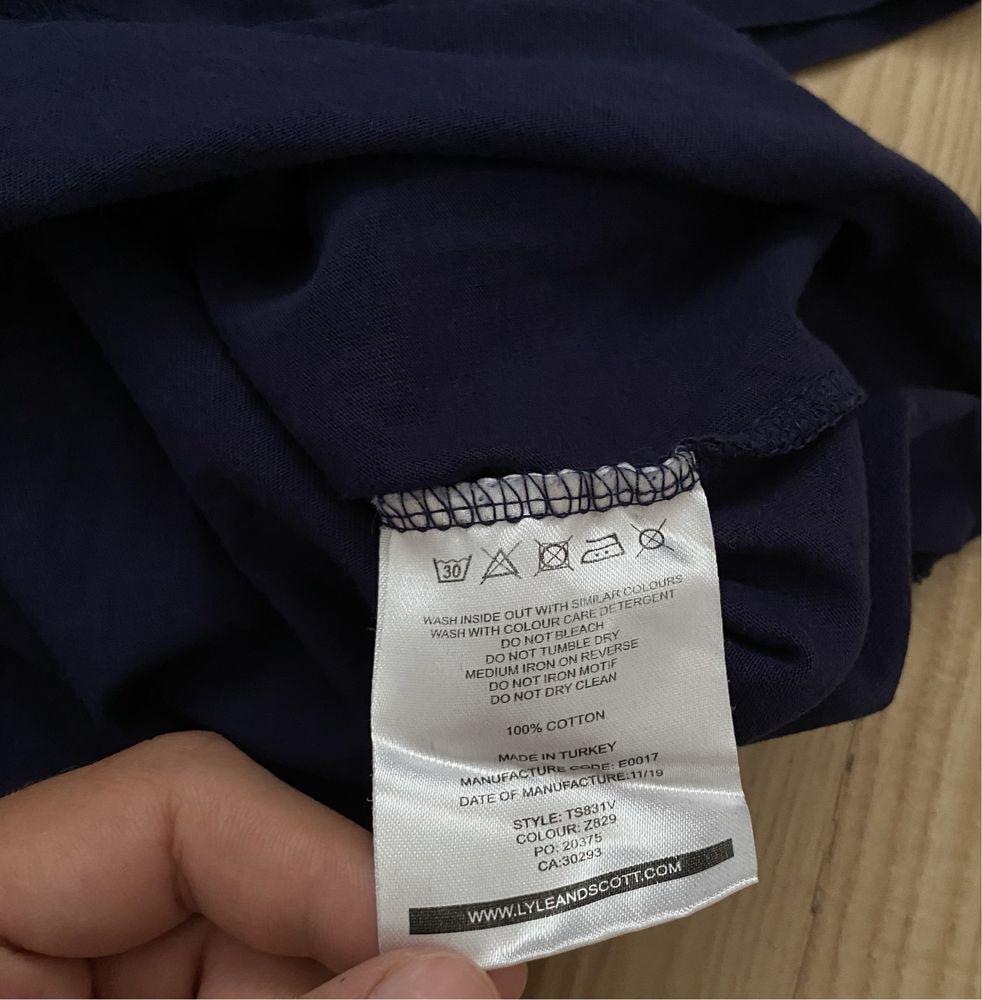 30
WASH INSIDE OUT WITH SIMILAR COLOURS
WASH WITH COLOUR CARE DETERGENT
DO NOT BLEACH
DO NOT TUMBLE DRY
MEDIUM IRON ON REVERSE
DO NOT IRON MOTIF
DO NOT DRY CLEAN
100% COTTON
MADE IN TURKEY
MANUFACTURE CODE: E0017
DATE OF MANUFACTURE:11/19
STYLE: TS831V
COLOUR: Z829
PO: 20375
CA:30293
WWW.LYLEANDSCOTT.COM